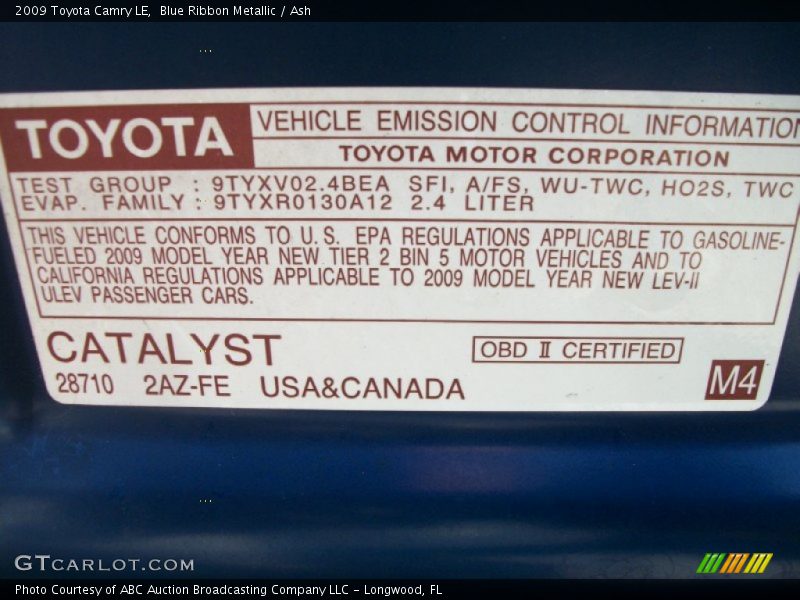 2009 Toyota Camry LE,  Blue Ribbon Metallic / Ash
TOYOTA
VEHICLE EMISSION CONTROL INFORMATION
TOYOTA MOTOR CORPORATION
TEST GROUP : 9TYXV02.4BEA SFI, A/FS, WU-TWC, HO2S, TWC
EVAP. FAMILY : 9TYXR0130A12 2.4 LITER
THIS VEHICLE CONFORMS TO U.S. EPA REGULATIONS APPLICABLE TO GASOLINE-
FUELED 2009 MODEL YEAR NEW TIER 2 BIN 5 MOTOR VEHICLES AND TO
CALIFORNIA REGULATIONS APPLICABLE TO 2009 MODEL YEAR NEW LEV-II
ULEV PASSENGER CARS.
CATALYST
OBD II CERTIFIED
28710 2AZ-FE USA&CANADA
M4
GTCARLOT.COM
Photo Courtesy of ABC Auction Broadcasting Company LLC - Longwood, FL